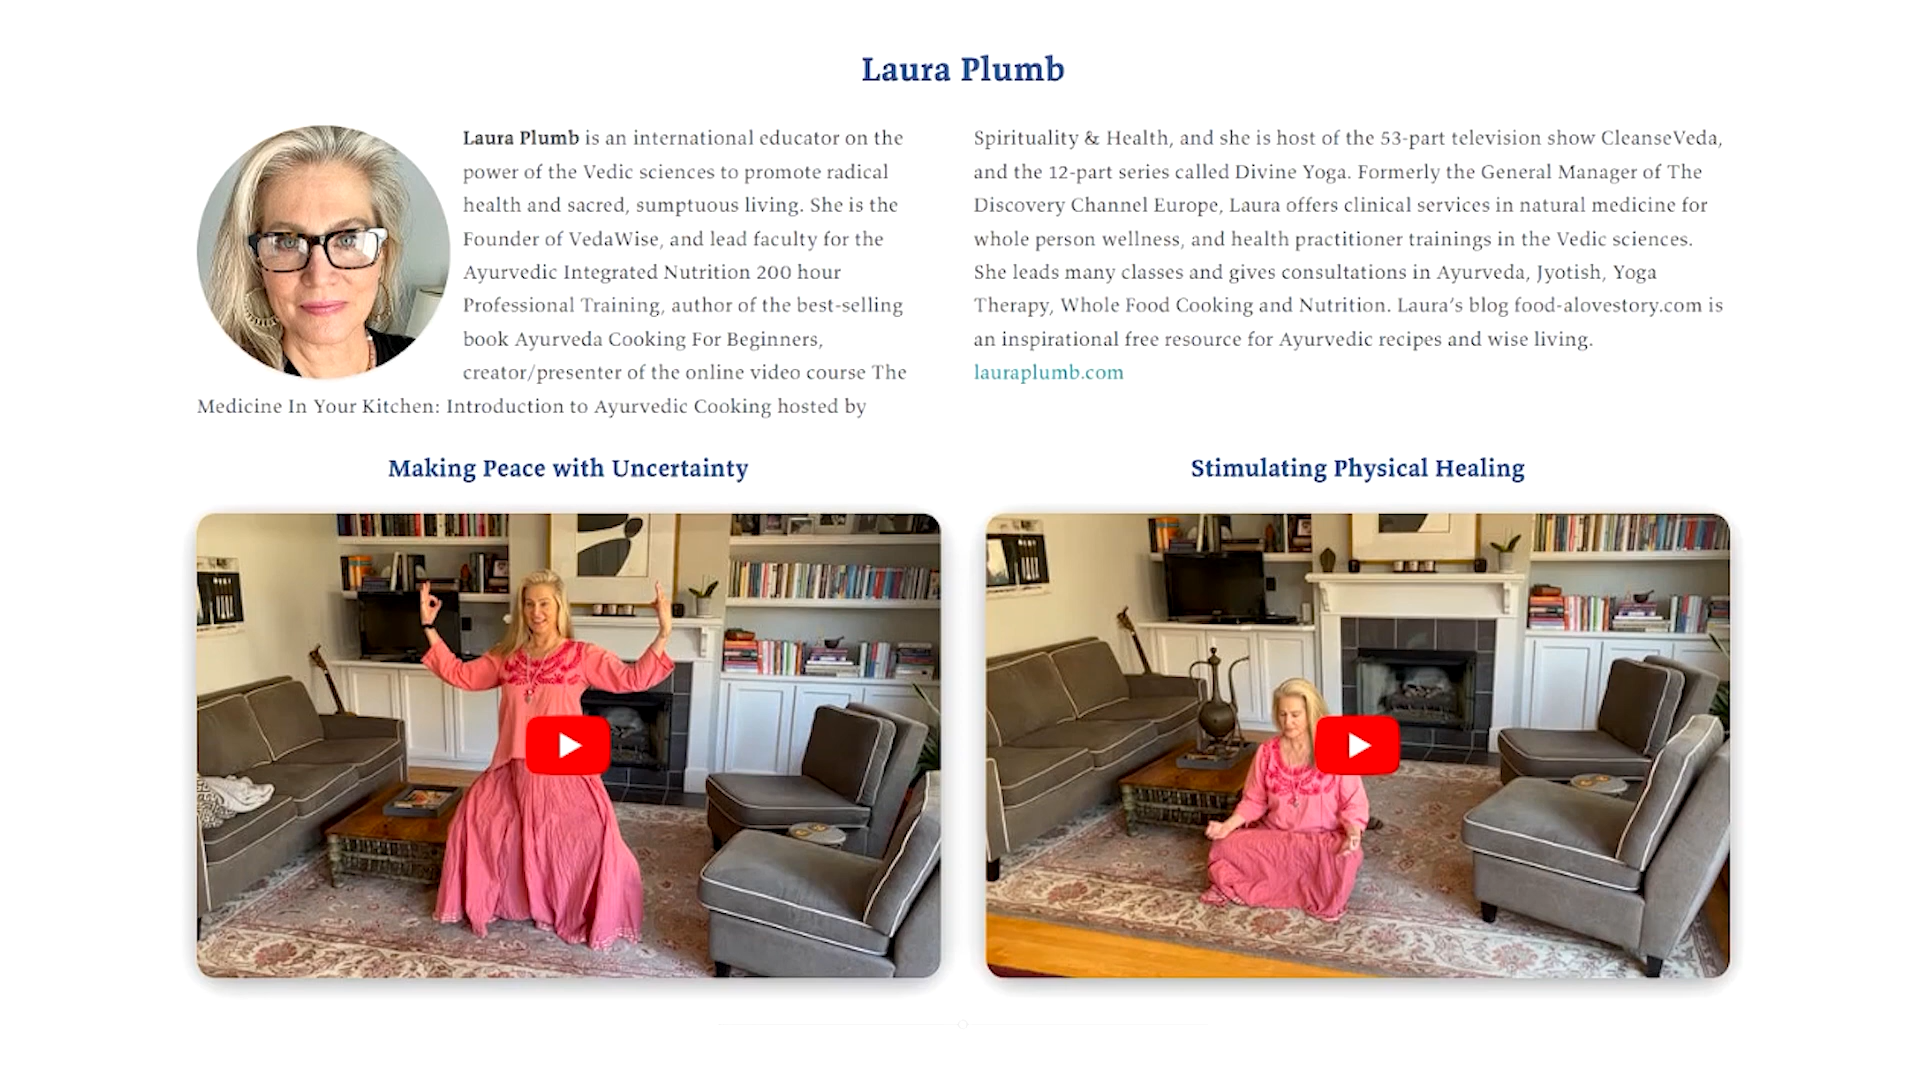 Laura Plumb
Laura Plumb is an international educator on the
power of the Vedic sciences to promote radical
health and sacred, sumptuous living. She is the
Founder of VedaWise, and lead faculty for the
Ayurvedic Integrated Nutrition 200 hour
Professional Training, author of the best-selling
book Ayurveda Cooking For Beginners,
creator/presenter of the online video course The
Medicine In Your Kitchen: Introduction to Ayurvedic Cooking hosted by
Spirituality & Health, and she is host of the 53-part television show CleanseVeda,
and the 12-part series called Divine Yoga. Formerly the General Manager of The
Discovery Channel Europe, Laura offers clinical services in natural medicine for
whole person wellness, and health practitioner trainings in the Vedic sciences.
She leads many classes and gives consultations in Ayurveda, Jyotish, Yoga
Therapy, Whole Food Cooking and Nutrition. Laura's blog food-alovestory.com is
an inspirational free resource for Ayurvedic recipes and wise living.
lauraplumb.com
Making Peace with Uncertainty
Stimulating Physical Healing